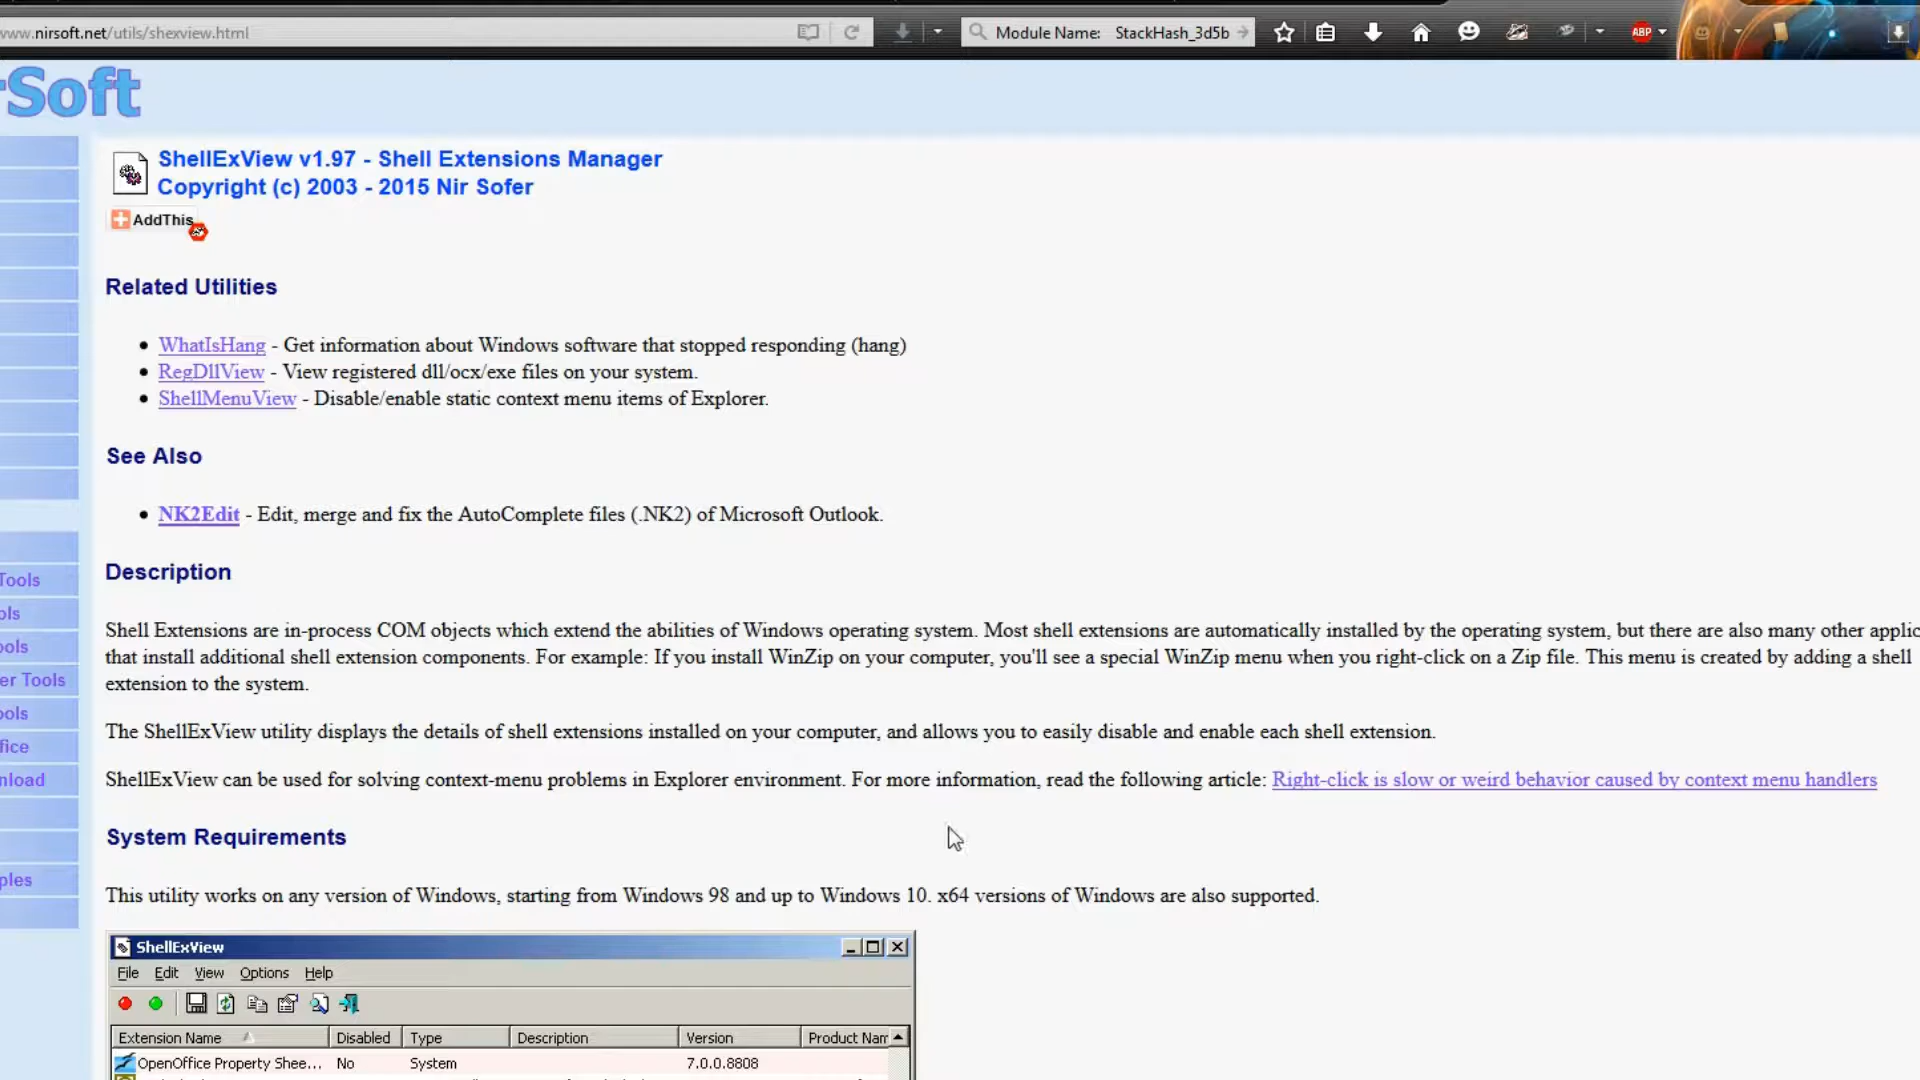 www.nirsoft.net/utils/shexview.html
Module Name: StackHash_3d5b
ABP
rSoft
ShellExView v1.97 - Shell Extensions Manager
Copyright (c) 2003 - 2015 Nir Sofer
AddThis
Related Utilities
WhatIsHang - Get information about Windows software that stopped responding (hang)
RegDllView - View registered dll/ocx/exe files on your system.
ShellMenuView - Disable/enable static context menu items of Explorer.
See Also
NK2Edit - Edit, merge and fix the AutoComplete files (.NK2) of Microsoft Outlook.
Description
Tools
ols
ools
er Tools
ools
fice
nload
ples
Shell Extensions are in-process COM objects which extend the abilities of Windows operating system. Most shell extensions are automatically installed by the operating system, but there are also many other applic
that install additional shell extension components. For example: If you install WinZip on your computer, you'll see a special WinZip menu when you right-click on a Zip file. This menu is created by adding a shell
extension to the system.
The ShellExView utility displays the details of shell extensions installed on your computer, and allows you to easily disable and enable each shell extension.
ShellExView can be used for solving context-menu problems in Explorer environment. For more information, read the following article: Right-click is slow or weird behavior caused by context menu handlers
System Requirements
This utility works on any version of Windows, starting from Windows 98 and up to Windows 10. x64 versions of Windows are also supported.
ShellExView
File Edit View Options Help
Extension Name Disabled Type Description Version Product Nam
OpenOffice Property Shee... No System 7.0.0.8808